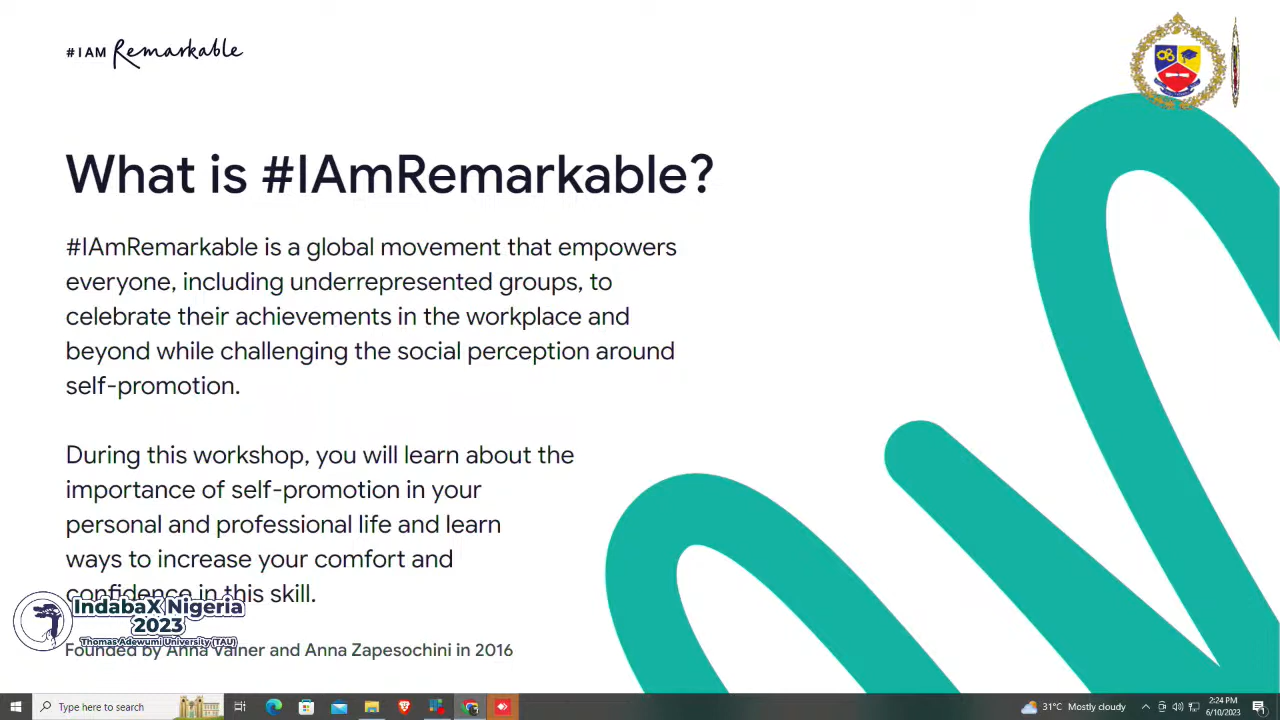 #IAM Remarkable
What is #IAmRemarkable?
#IAmRemarkable is a global movement that empowers
everyone, including underrepresented groups, to
celebrate their achievements in the workplace and
beyond while challenging the social perception around
self-promotion.
During this workshop, you will learn about the
importance of self-promotion in your
personal and professional life and learn
ways to increase your comfort and
confidence in this skill.
IndabaX Nigeria
2023
Thomas Adewumi University (TAU)
Founded by Anna Vainer and Anna Zapesochini in 2016
Type here to search
31°C Mostly cloudy
2:24 PM
6/10/2023